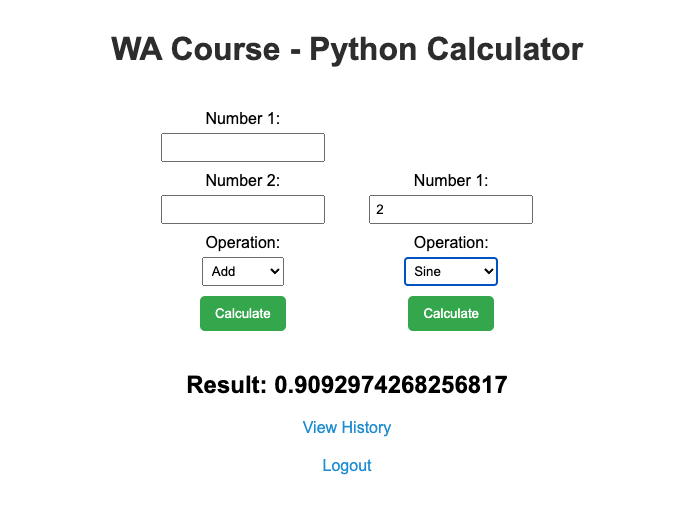 WA Course - Python Calculator
Number 1:
Number 2:
Operation:
Add
Calculate
Number 1:
2
Operation:
Sine
Calculate
Result: 0.9092974268256817
View History
Logout